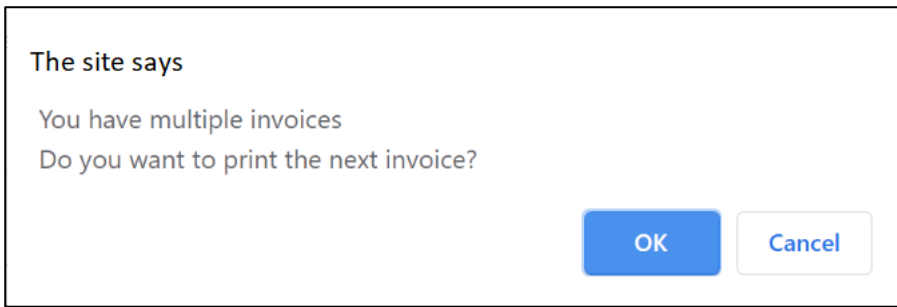 The site says
You have multiple invoices
Do you want to print the next invoice?
OK
Cancel